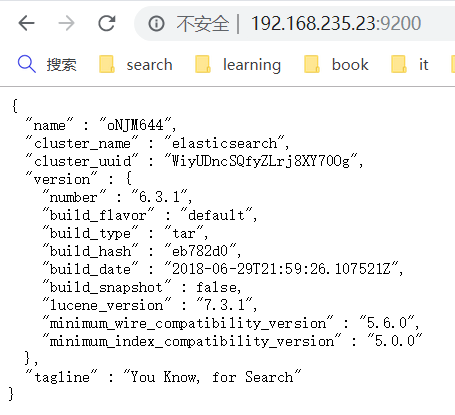 不安全 | 192.168.235.23:9200
搜索 search learning book it
{
"name" : "oNJM644",
"cluster_name" : "elasticsearch",
"cluster_uuid" : "WiyUDncSQfyZLrj8XY70Og",
"version" : {
"number" : "6.3.1",
"build_flavor" : "default",
"build_type" : "tar",
"build_hash" : "eb782d0",
"build_date" : "2018-06-29T21:59:26.107521Z",
"build_snapshot" : false,
"lucene_version" : "7.3.1",
"minimum_wire_compatibility_version" : "5.6.0",
"minimum_index_compatibility_version" : "5.0.0"
},
"tagline" : "You Know, for Search"
}